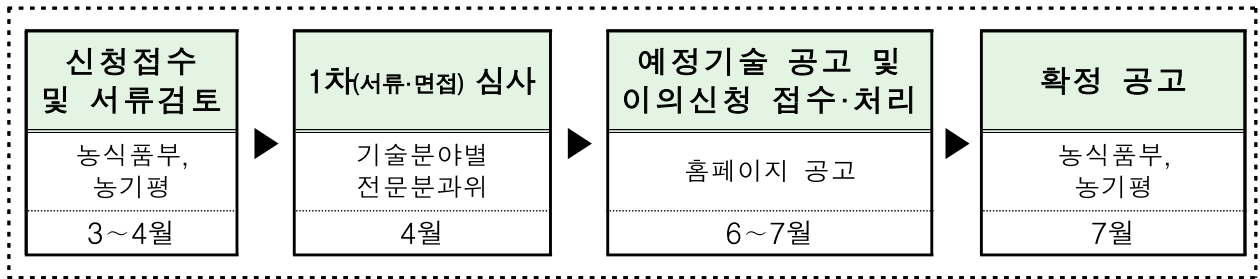 신청접수
및 서류검토
농식품부,
농기평
3~4월
▶
1차(서류·면접) 심사
기술분야별
전문분과위
4월
▶
예정기술 공고 및
이의신청 접수·처리
홈페이지 공고
6~7월
▶
확정 공고
농식품부,
농기평
7월